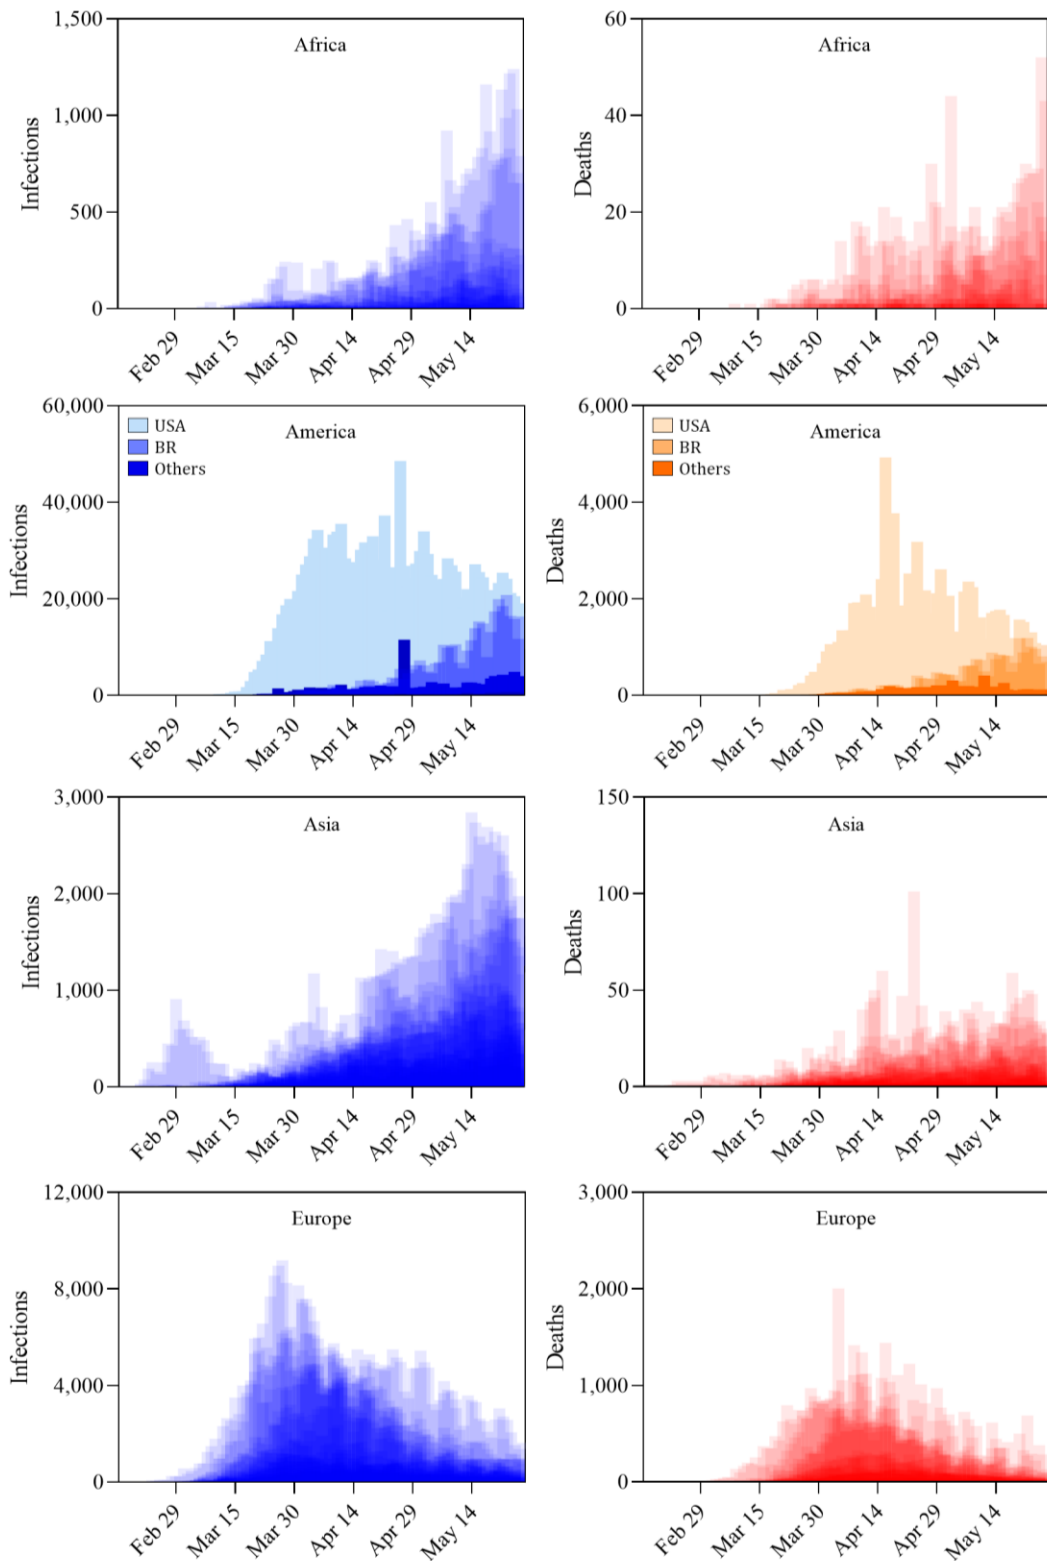 Africa
Infections
1,500
1,000
500
0
Feb 29
Mar 15
Mar 30
Apr 14
Apr 29
May 14
Africa
Deaths
60
40
20
0
Feb 29
Mar 15
Mar 30
Apr 14
Apr 29
May 14
America
USA
BR
Others
Infections
60,000
40,000
20,000
0
Feb 29
Mar 15
Mar 30
Apr 14
Apr 29
May 14
America
USA
BR
Others
Deaths
6,000
4,000
2,000
0
Feb 29
Mar 15
Mar 30
Apr 14
Apr 29
May 14
Asia
Infections
3,000
2,000
1,000
0
Feb 29
Mar 15
Mar 30
Apr 14
Apr 29
May 14
Asia
Deaths
150
100
50
0
Feb 29
Mar 15
Mar 30
Apr 14
Apr 29
May 14
Europe
Infections
12,000
8,000
4,000
0
Feb 29
Mar 15
Mar 30
Apr 14
Apr 29
May 14
Europe
Deaths
3,000
2,000
1,000
0
Feb 29
Mar 15
Mar 30
Apr 14
Apr 29
May 14